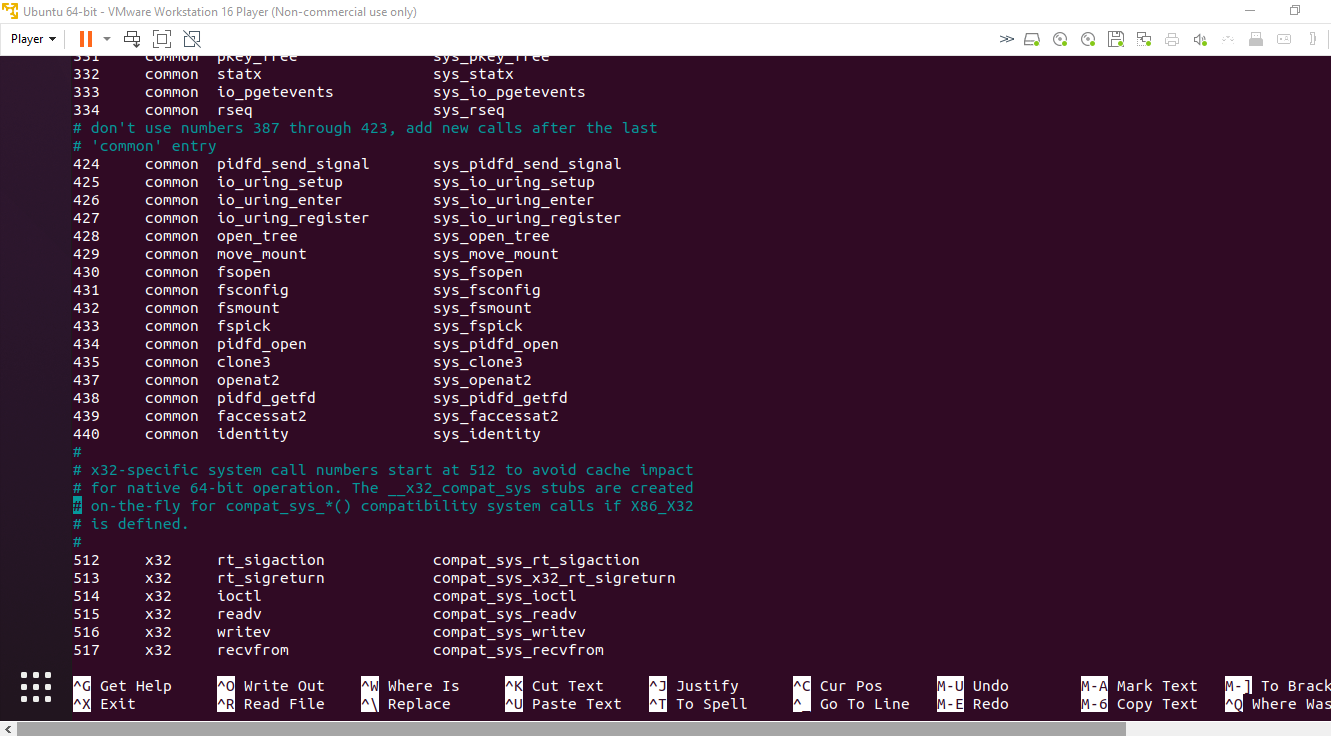 Ubuntu 64-bit - VMware Workstation 16 Player (Non-commercial use only)
Player
331 common pkey_free sys_pkey_free
332 common statx sys_statx
333 common io_pgetevents sys_io_pgetevents
334 common rseq sys_rseq
# don't use numbers 387 through 423, add new calls after the last
# 'common' entry
424 common pidfd_send_signal sys_pidfd_send_signal
425 common io_uring_setup sys_io_uring_setup
426 common io_uring_enter sys_io_uring_enter
427 common io_uring_register sys_io_uring_register
428 common open_tree sys_open_tree
429 common move_mount sys_move_mount
430 common fsopen sys_fsopen
431 common fsconfig sys_fsconfig
432 common fsmount sys_fsmount
433 common fspick sys_fspick
434 common pidfd_open sys_pidfd_open
435 common clone3 sys_clone3
437 common openat2 sys_openat2
438 common pidfd_getfd sys_pidfd_getfd
439 common faccessat2 sys_faccessat2
440 common identity sys_identity
#
# x32-specific system call numbers start at 512 to avoid cache impact
# for native 64-bit operation. The __x32_compat_sys stubs are created
# on-the-fly for compat_sys_*() compatibility system calls if X86_X32
# is defined.
#
512 x32 rt_sigaction compat_sys_rt_sigaction
513 x32 rt_sigreturn compat_sys_x32_rt_sigreturn
514 x32 ioctl compat_sys_ioctl
515 x32 readv compat_sys_readv
516 x32 writev compat_sys_writev
517 x32 recvfrom compat_sys_recvfrom
^G Get Help ^O Write Out ^W Where Is ^K Cut Text ^J Justify ^C Cur Pos M-U Undo M-A Mark Text M-] To Brack
^X Exit ^R Read File ^\ Replace ^U Paste Text ^T To Spell ^_ Go To Line M-E Redo M-6 Copy Text ^Q Where Was